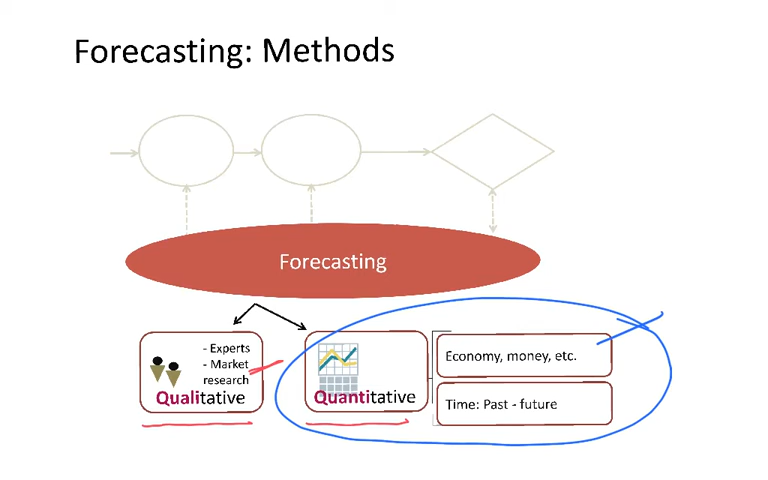 Forecasting: Methods
Forecasting
- Experts
- Market
research
Qualitative
Quantitative
Economy, money, etc.
Time: Past - future